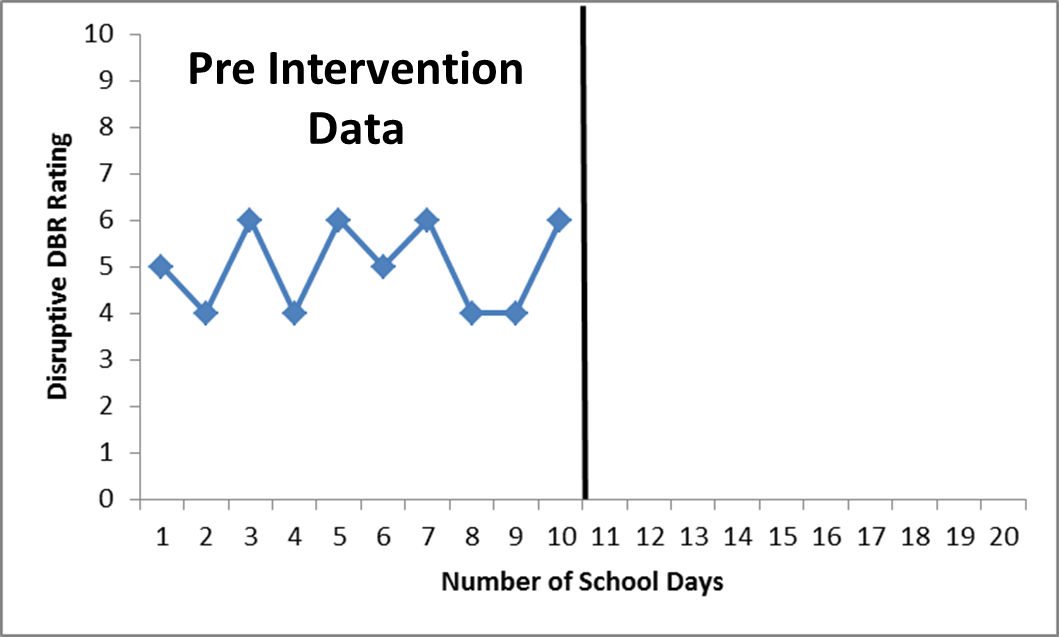 Pre Intervention
Data
Disruptive DBR Rating
10
9
8
7
6
5
4
3
2
1
0
1 2 3 4 5 6 7 8 9 10 11 12 13 14 15 16 17 18 19 20
Number of School Days